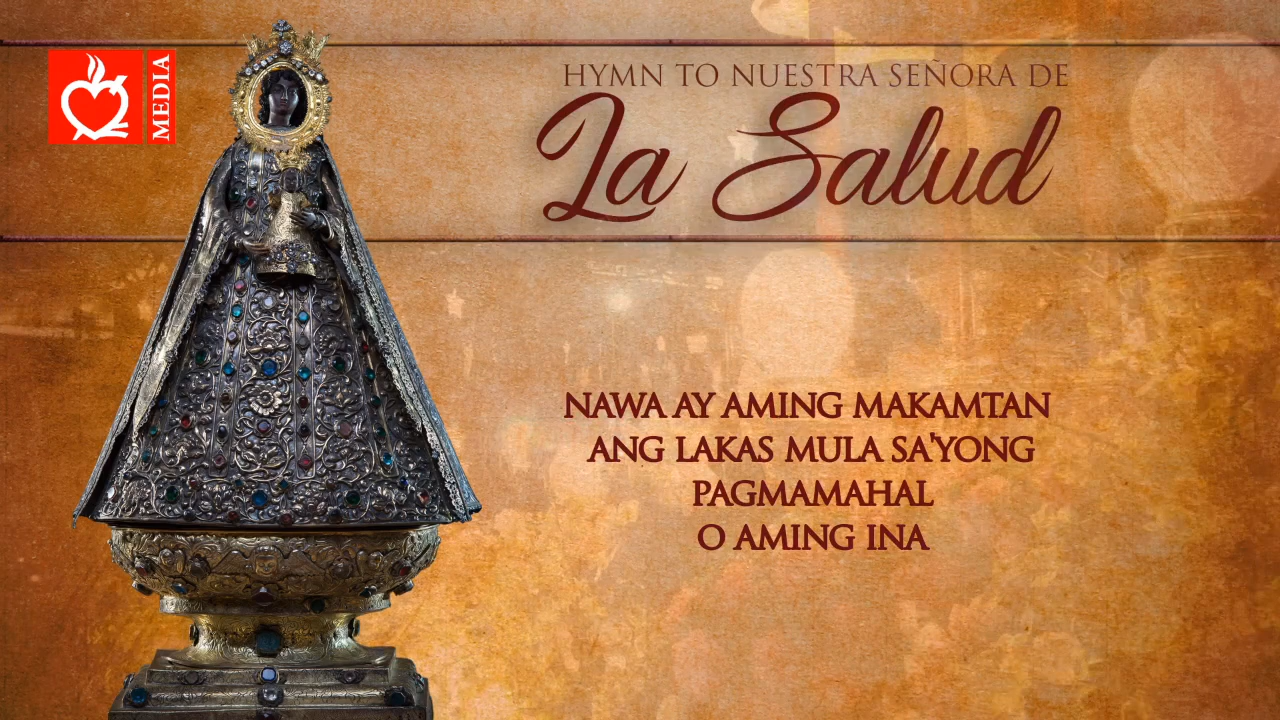 MEDIA
HYMN TO NUESTRA SEÑORA DE
La Salud
NAWA AY AMING MAKAMTAN
ANG LAKAS MULA SA'YONG
PAGMAMAHAL
O AMING INA